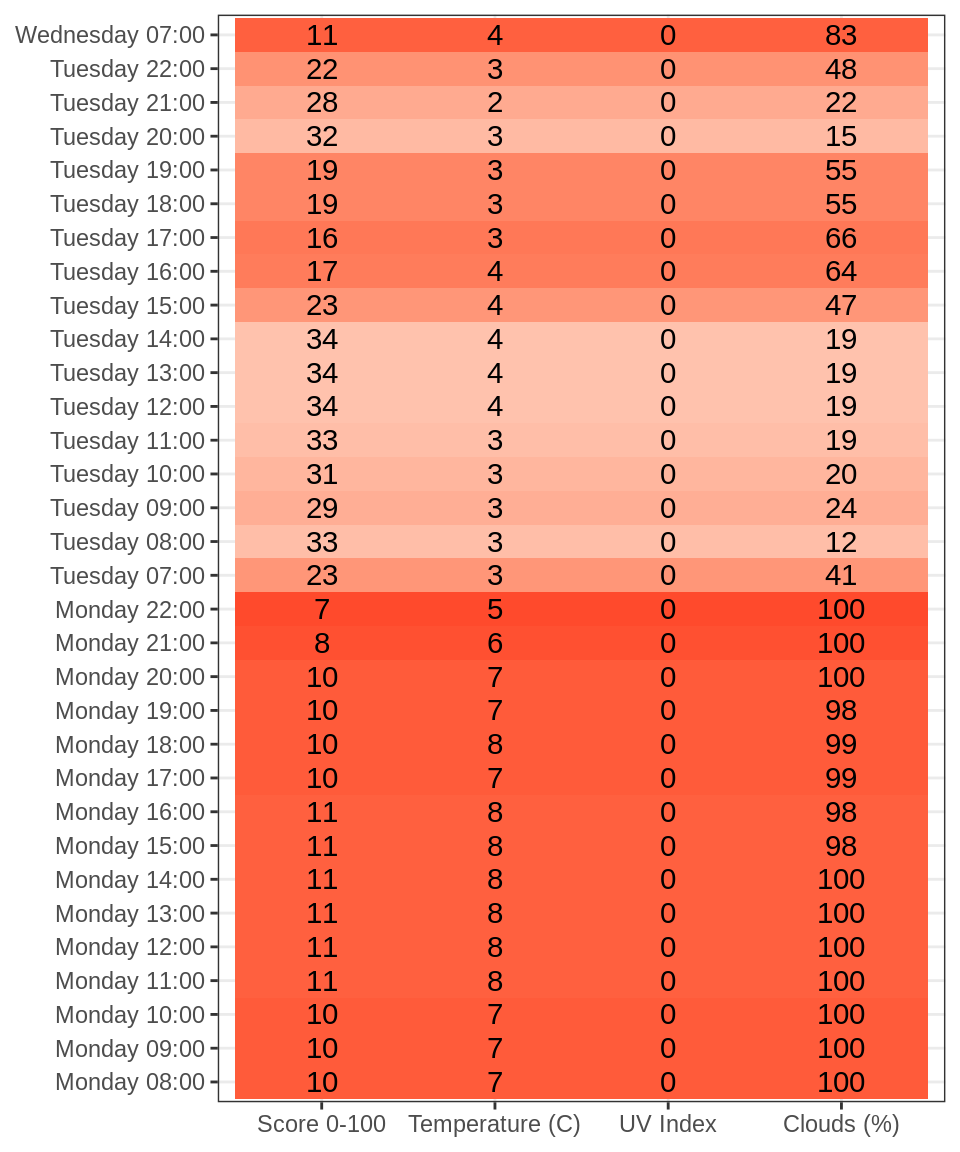 Wednesday 07:00 11 4 0 83
Tuesday 22:00 22 3 0 48
Tuesday 21:00 28 2 0 22
Tuesday 20:00 32 3 0 15
Tuesday 19:00 19 3 0 55
Tuesday 18:00 19 3 0 55
Tuesday 17:00 16 3 0 66
Tuesday 16:00 17 4 0 64
Tuesday 15:00 23 4 0 47
Tuesday 14:00 34 4 0 19
Tuesday 13:00 34 4 0 19
Tuesday 12:00 34 4 0 19
Tuesday 11:00 33 3 0 19
Tuesday 10:00 31 3 0 20
Tuesday 09:00 29 3 0 24
Tuesday 08:00 33 3 0 12
Tuesday 07:00 23 3 0 41
Monday 22:00 7 5 0 100
Monday 21:00 8 6 0 100
Monday 20:00 10 7 0 100
Monday 19:00 10 7 0 98
Monday 18:00 10 8 0 99
Monday 17:00 10 7 0 99
Monday 16:00 11 8 0 98
Monday 15:00 11 8 0 98
Monday 14:00 11 8 0 100
Monday 13:00 11 8 0 100
Monday 12:00 11 8 0 100
Monday 11:00 11 8 0 100
Monday 10:00 10 7 0 100
Monday 09:00 10 7 0 100
Monday 08:00 10 7 0 100
Score 0-100 Temperature (C) UV Index Clouds (%)